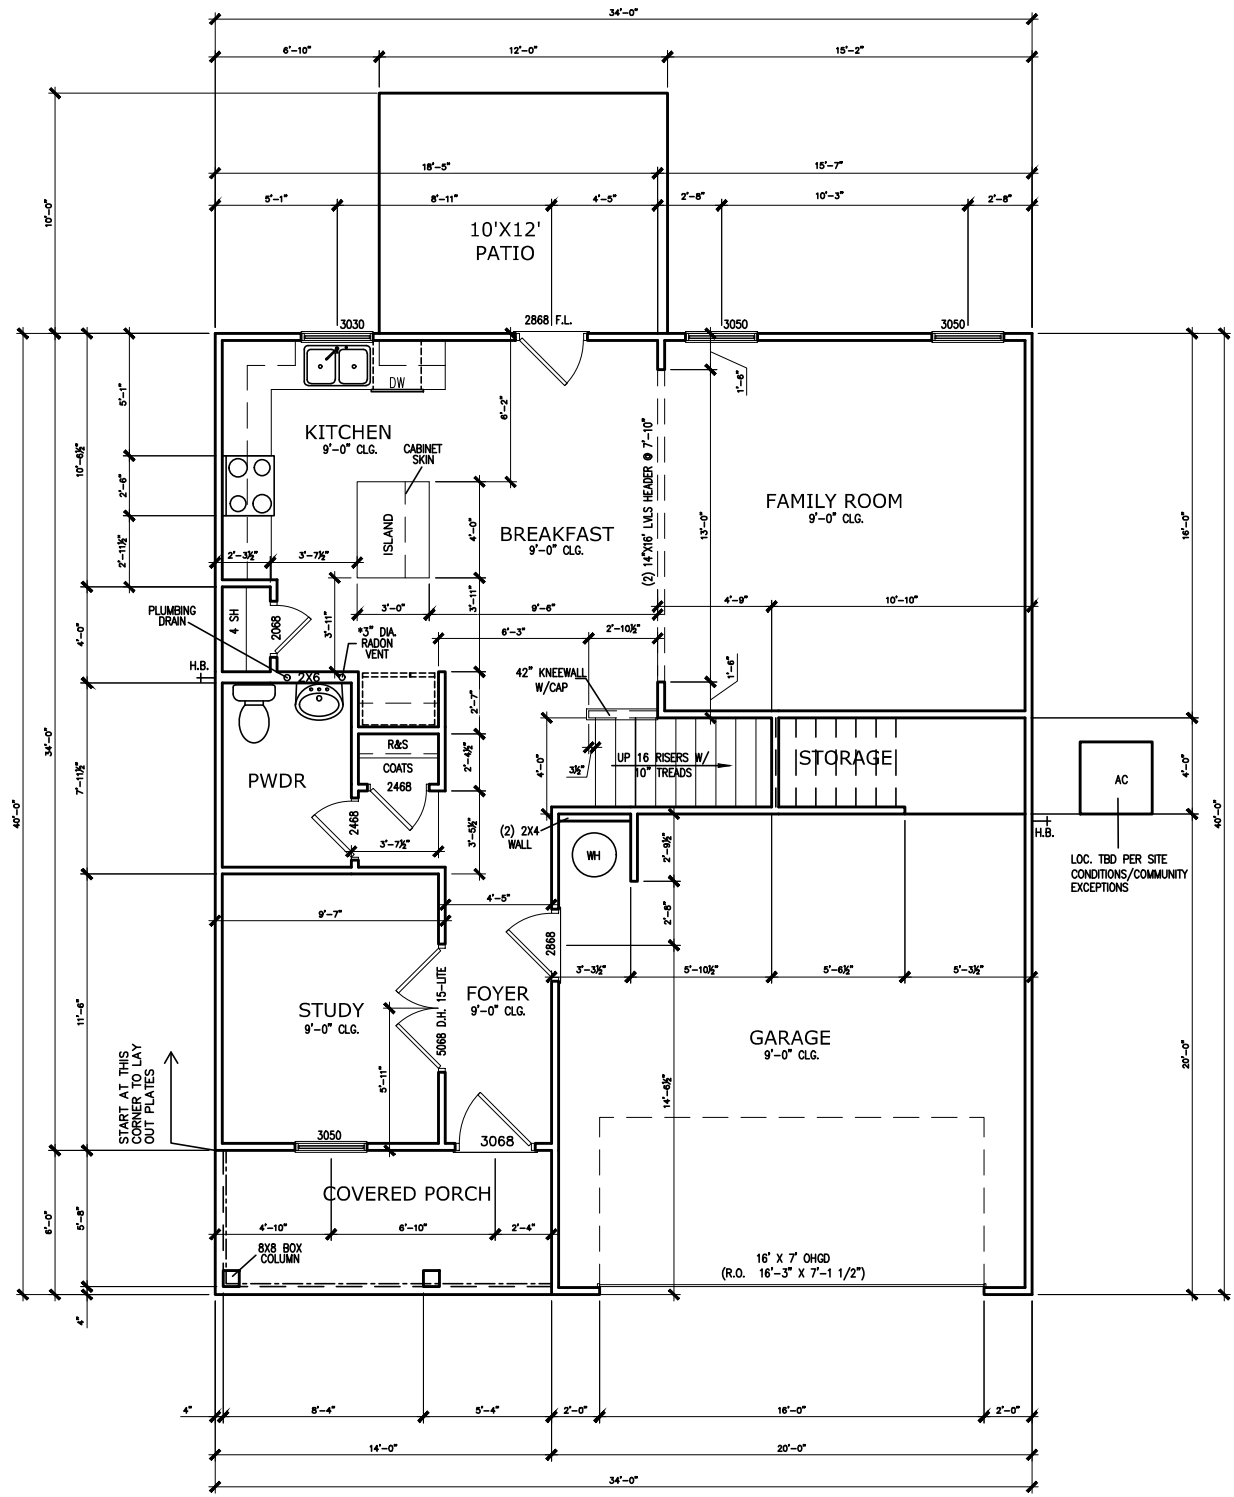 34'-0"
6'-10"
12'-0"
15'-2"
18'-5"
15'-7"
5'-1"
8'-11"
4'-5"
2'-8"
10'-3"
2'-8"
10'-0"
10'X12'
PATIO
3030
2868 F.L.
3050
3050
DW
1'-6"
5'-1"
6'-2"
KITCHEN
9'-0" CLG.
CABINET
SKIN
10'-6½"
2'-6"
(2) 14"X16' LVLS HEADER @ 7'-10"
FAMILY ROOM
9'-0" CLG.
13'-0"
16'-0"
ISLAND
4'-0"
BREAKFAST
9'-0" CLG.
2'-11½"
2'-3½"
3'-7½"
3'-11"
3'-11"
3'-0"
9'-6"
4'-9"
10'-10"
PLUMBING
DRAIN
4 SH
2068
*3" DIA.
RADON
VENT
6'-3"
2'-10½"
4'-0"
H.B.
2X6
42" KNEEWALL
W/CAP
1'-6"
2'-7"
34'-0"
40'-0"
7'-11½"
PWDR
R&S
COATS
2468
2'-4½"
4'-0"
3½"
UP 16 RISERS W/
10" TREADS
STORAGE
4'-0"
AC
40'-0"
2468
3'-7½"
3'-5½"
(2) 2X4
WALL
WH
2'-9½"
H.B.
LOC. TBD PER SITE
CONDITIONS/COMMUNITY
EXCEPTIONS
9'-7"
4'-5"
2'-8"
2868
3'-3½"
5'-10½"
5'-6½"
5'-3½"
STUDY
9'-0" CLG.
5068 D.H. 15-LITE
FOYER
9'-0" CLG.
11'-6"
GARAGE
9'-0" CLG.
20'-0"
START AT THIS
CORNER TO LAY
OUT PLATES
5'-11"
14'-6½"
3050
3068
COVERED PORCH
6'-0"
5'-8"
4'-10"
6'-10"
2'-4"
8X8 BOX
COLUMN
16' X 7' OHGD
(R.O. 16'-3" X 7'-1 1/2")
4"
4"
8'-4"
5'-4"
2'-0"
16'-0"
2'-0"
14'-0"
20'-0"
34'-0"